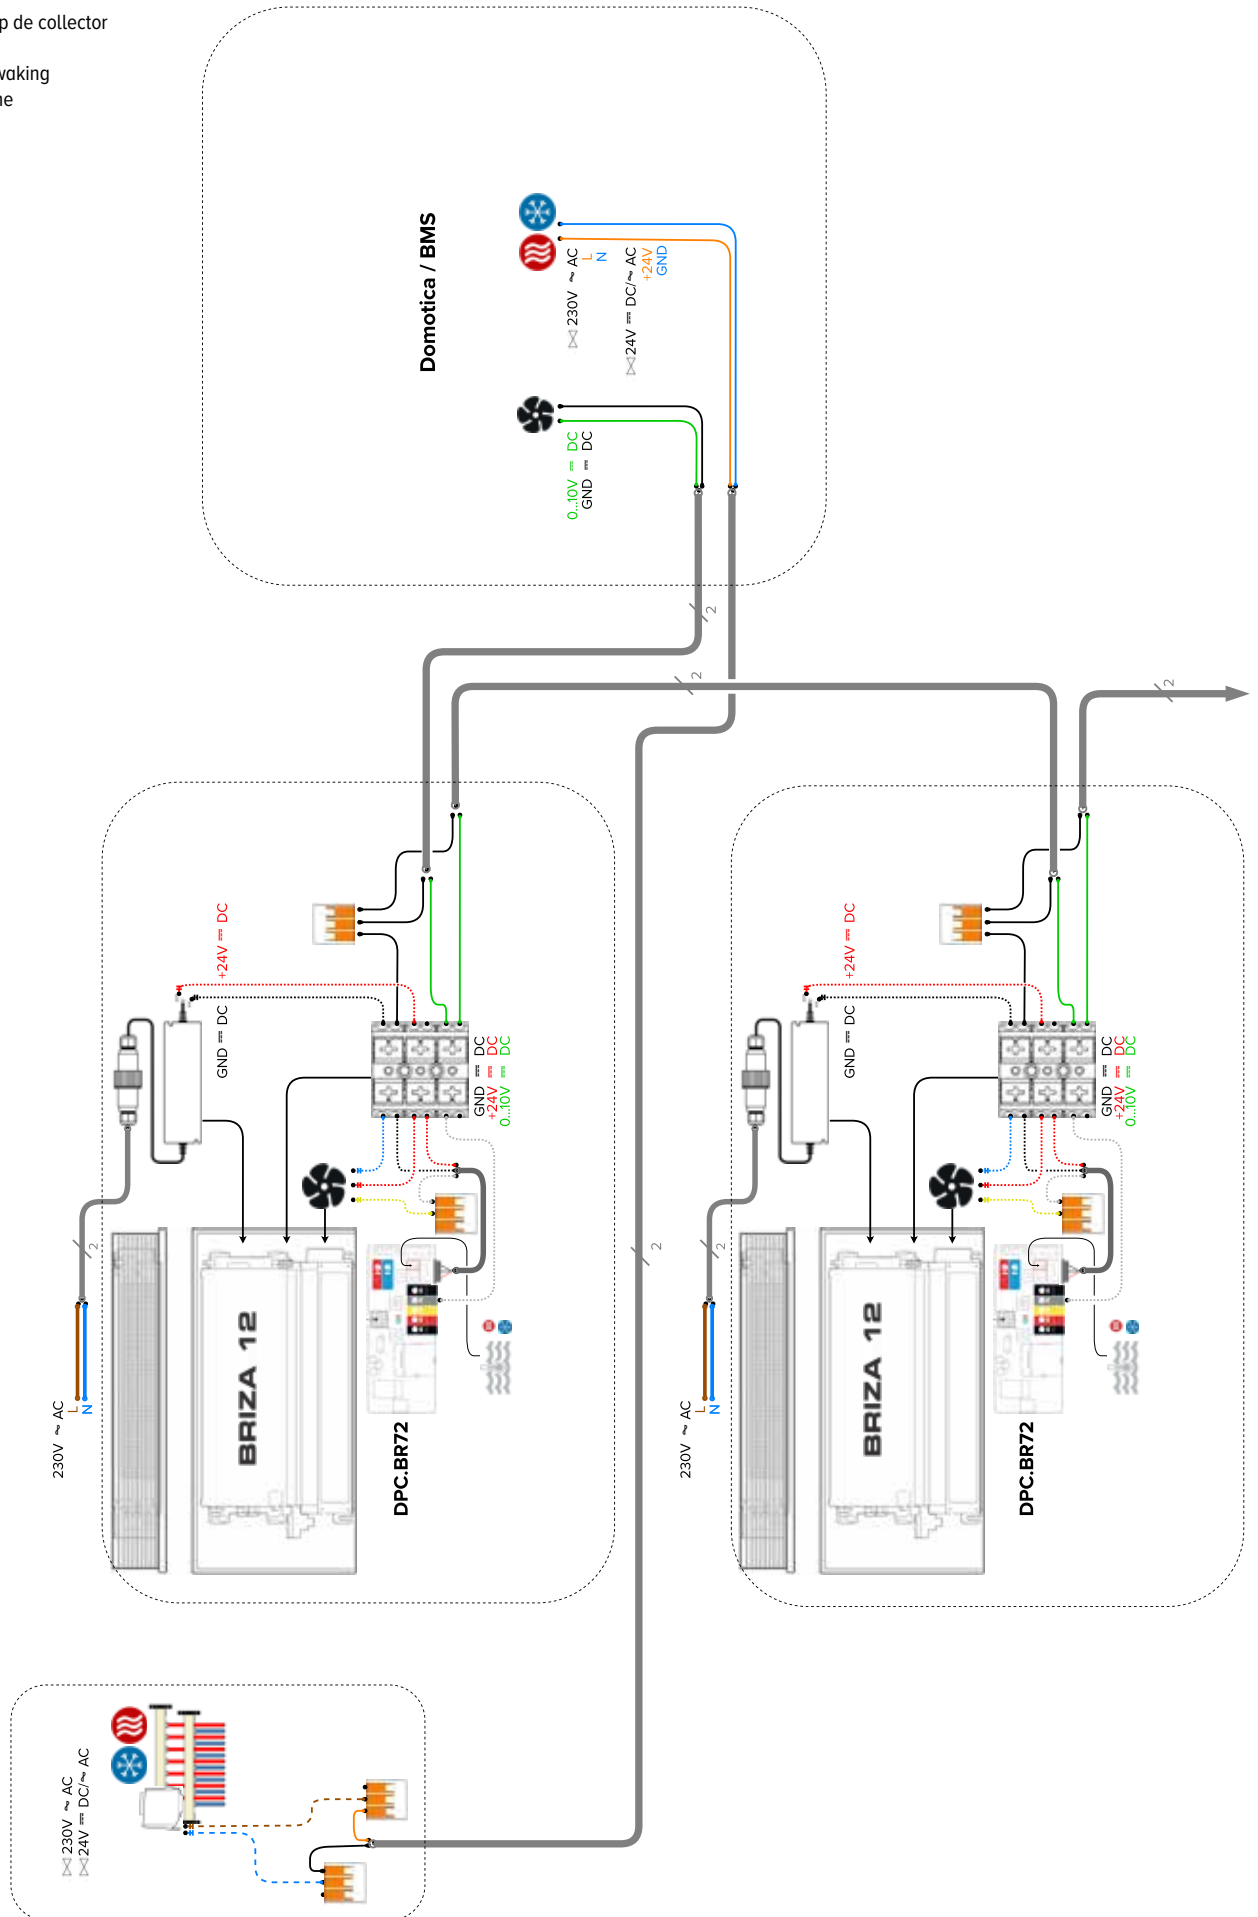 p de collector
waking
ne
Domotica / BMS
230V ~ AC
L
N
24V ⎓ DC/~ AC
+24V
GND
0...10V ⎓ DC
GND ⎓ DC
2
2
2
2
+24V ⎓ DC
GND ⎓ DC
GND ⎓ DC
+24V ⎓ DC
0...10V ⎓ DC
2
230V ~ AC
L
N
BRIZA 12
DPC.BR72
+24V ⎓ DC
GND ⎓ DC
GND ⎓ DC
+24V ⎓ DC
0...10V ⎓ DC
2
230V ~ AC
L
N
BRIZA 12
DPC.BR72
230V ~ AC
24V ⎓ DC/~ AC